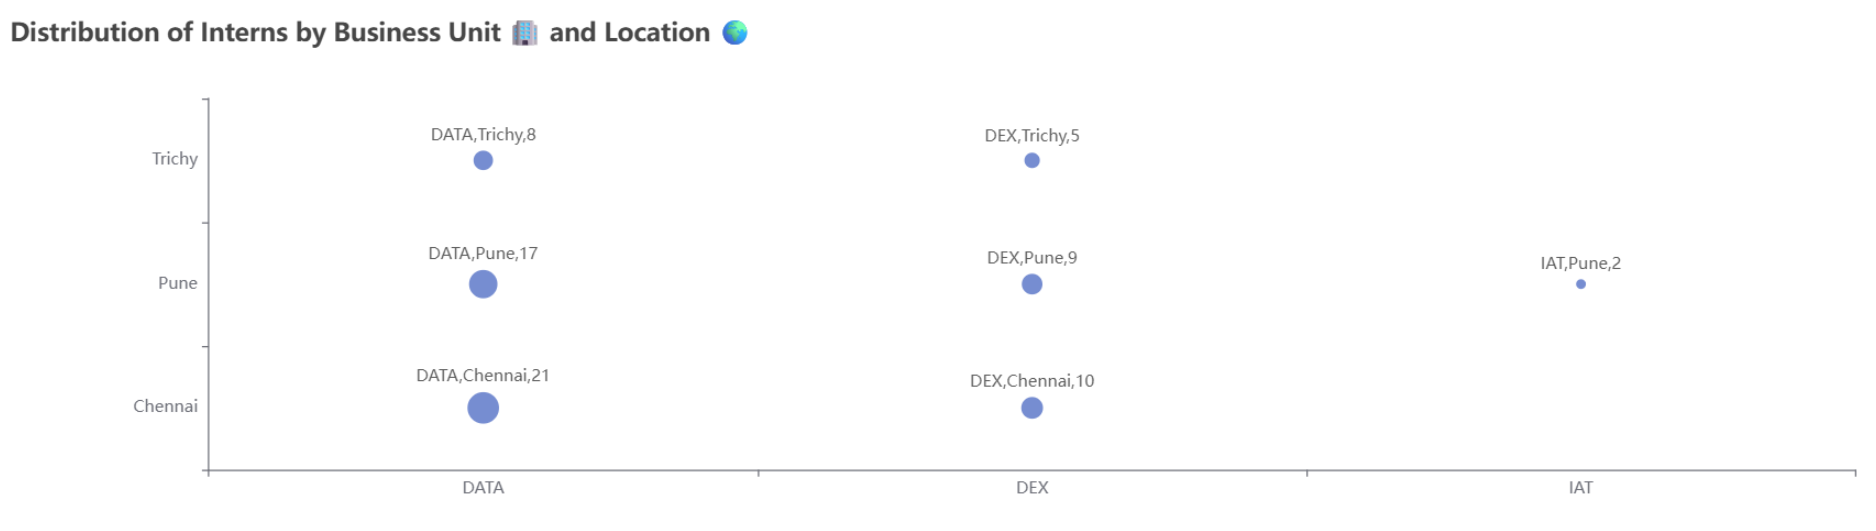 Distribution of Interns by Business Unit 🏢 and Location 🌍
DATA,Trichy,8
DEX,Trichy,5
Trichy
DATA,Pune,17
DEX,Pune,9
IAT,Pune,2
Pune
DATA,Chennai,21
DEX,Chennai,10
Chennai
DATA
DEX
IAT